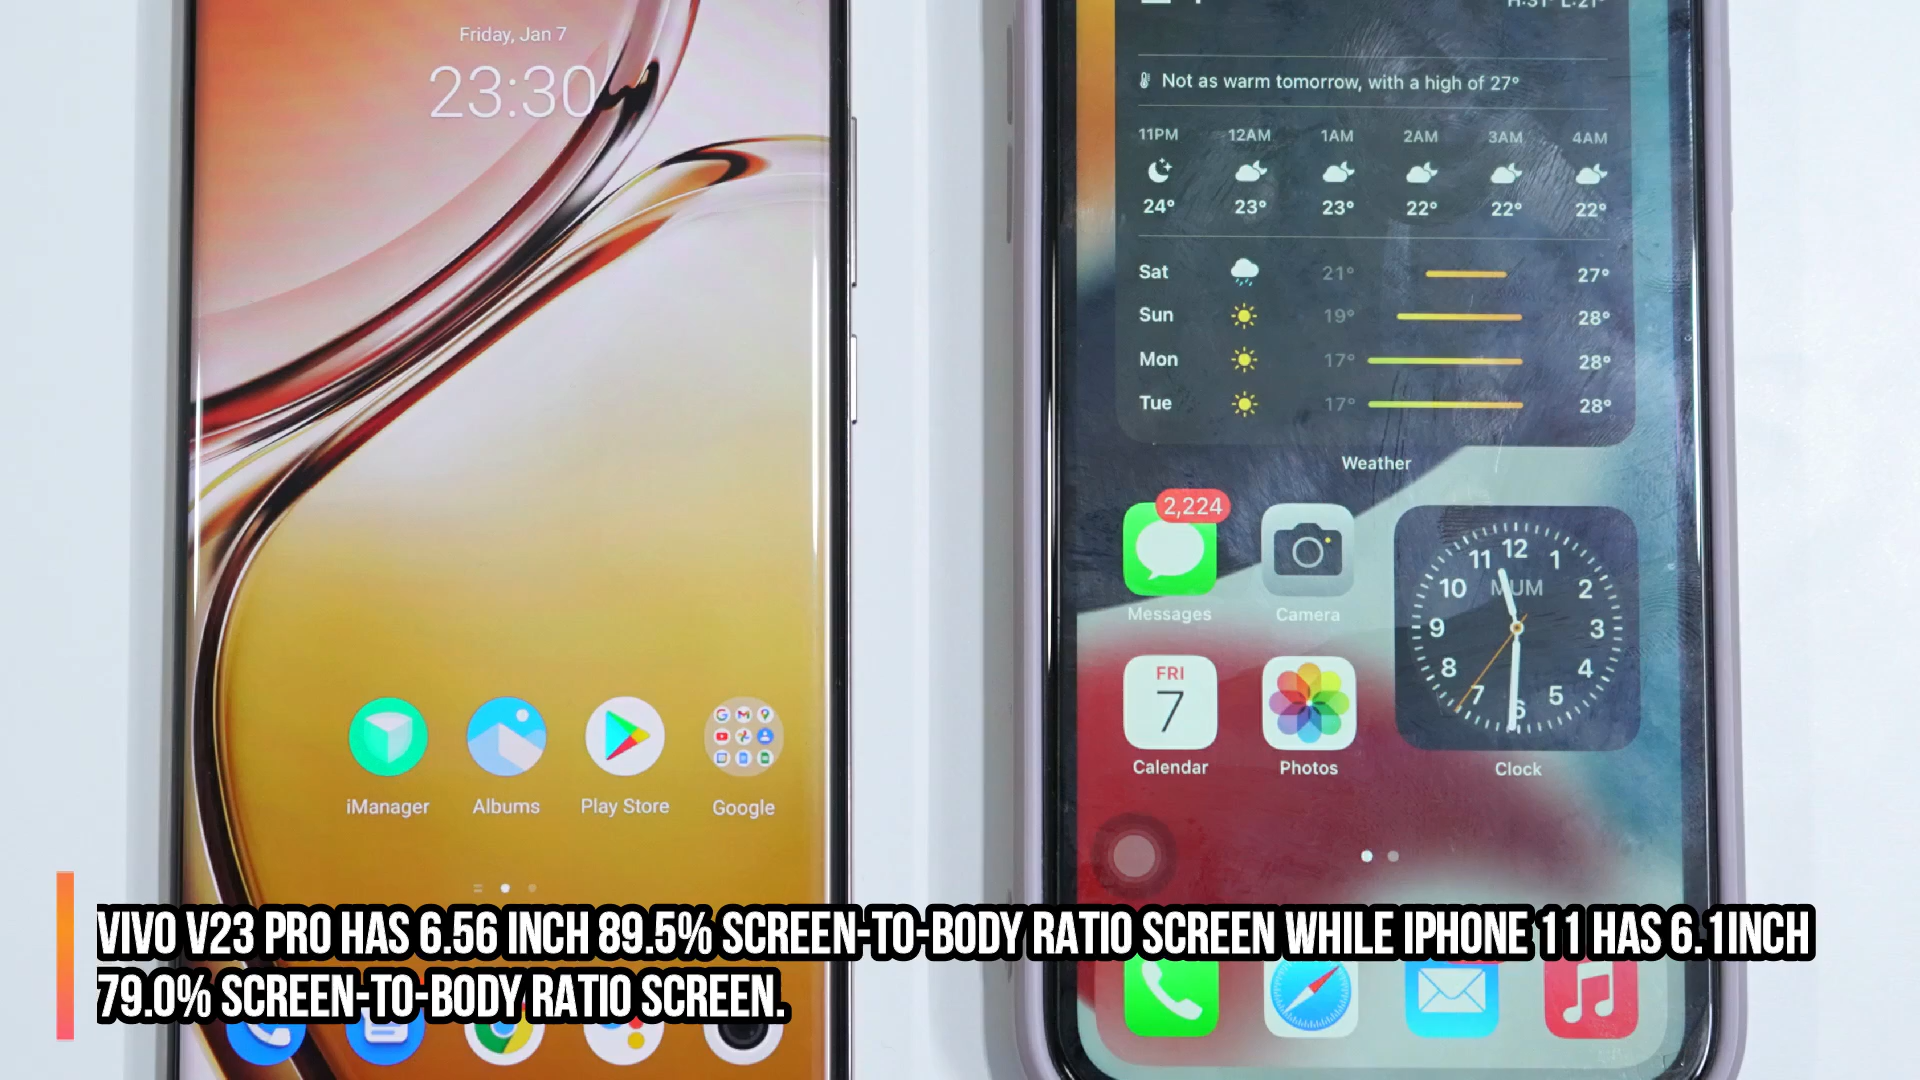 Friday, Jan 7
23:30
iManager
Albums
Play Store
Google
Not as warm tomorrow, with a high of 27°
11PM 12AM 1AM 2AM 3AM 4AM
24° 23° 23° 22° 22° 22°
Sat 21° 27°
Sun 19° 28°
Mon 17° 28°
Tue 17° 28°
Weather
2,224
Messages
Camera
FRI
7
Calendar
Photos
12 1 2 3 4 5 6 7 8 9 10 11
MUM
Clock
VIVO V23 PRO HAS 6.56 INCH 89.5% SCREEN-TO-BODY RATIO SCREEN WHILE IPHONE 11 HAS 6.1INCH
79.0% SCREEN-TO-BODY RATIO SCREEN.